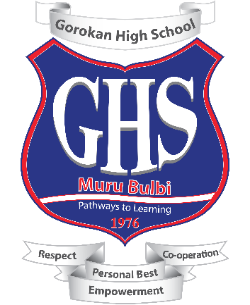 Gorokan High School
GHS
Muru Bulbi
Pathways to Learning
1976
Respect
Co-operation
Personal Best
Empowerment